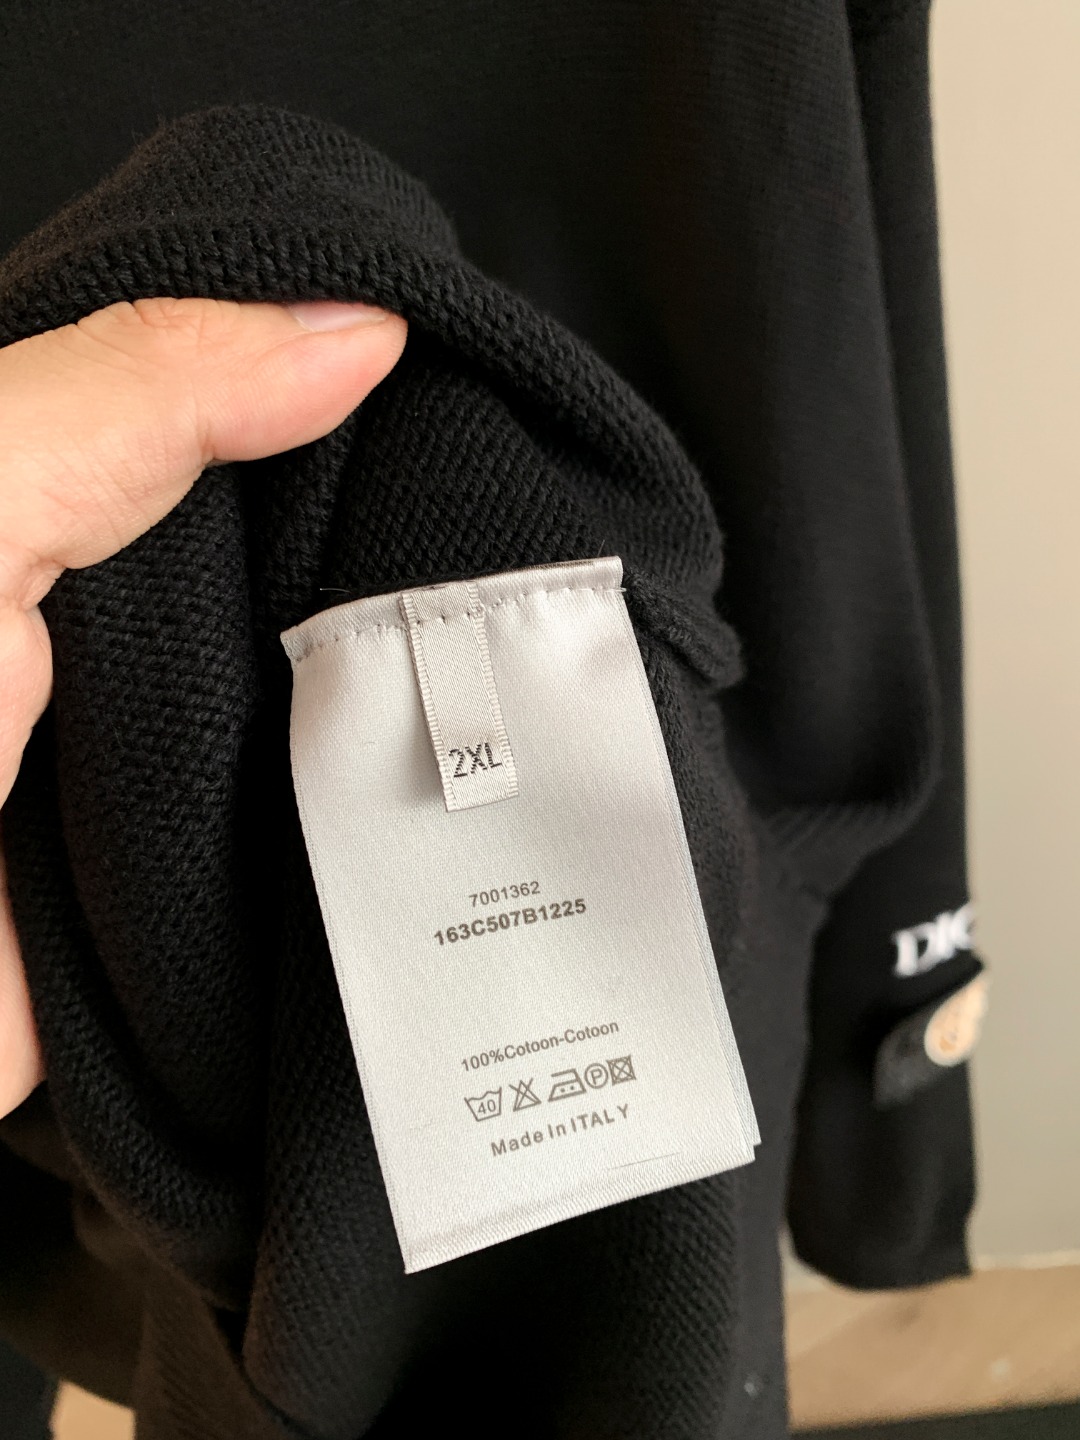 2XL
7001362
163C507B1225
100%Cotoon-Cotoon
40 P
Made In ITALY